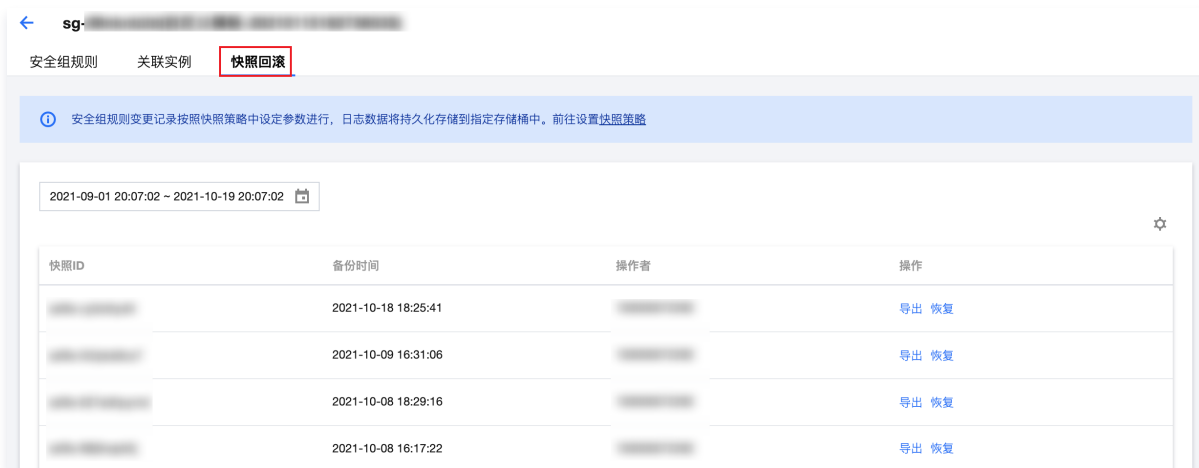 sg-
安全组规则 关联实例 快照回滚
安全组规则变更记录按照快照策略中设定参数进行，日志数据将持久化存储到指定存储桶中。前往设置快照策略
2021-09-01 20:07:02 ~ 2021-10-19 20:07:02
快照ID 备份时间 操作者 操作
2021-10-18 18:25:41 导出 恢复
2021-10-09 16:31:06 导出 恢复
2021-10-08 18:29:16 导出 恢复
2021-10-08 16:17:22 导出 恢复